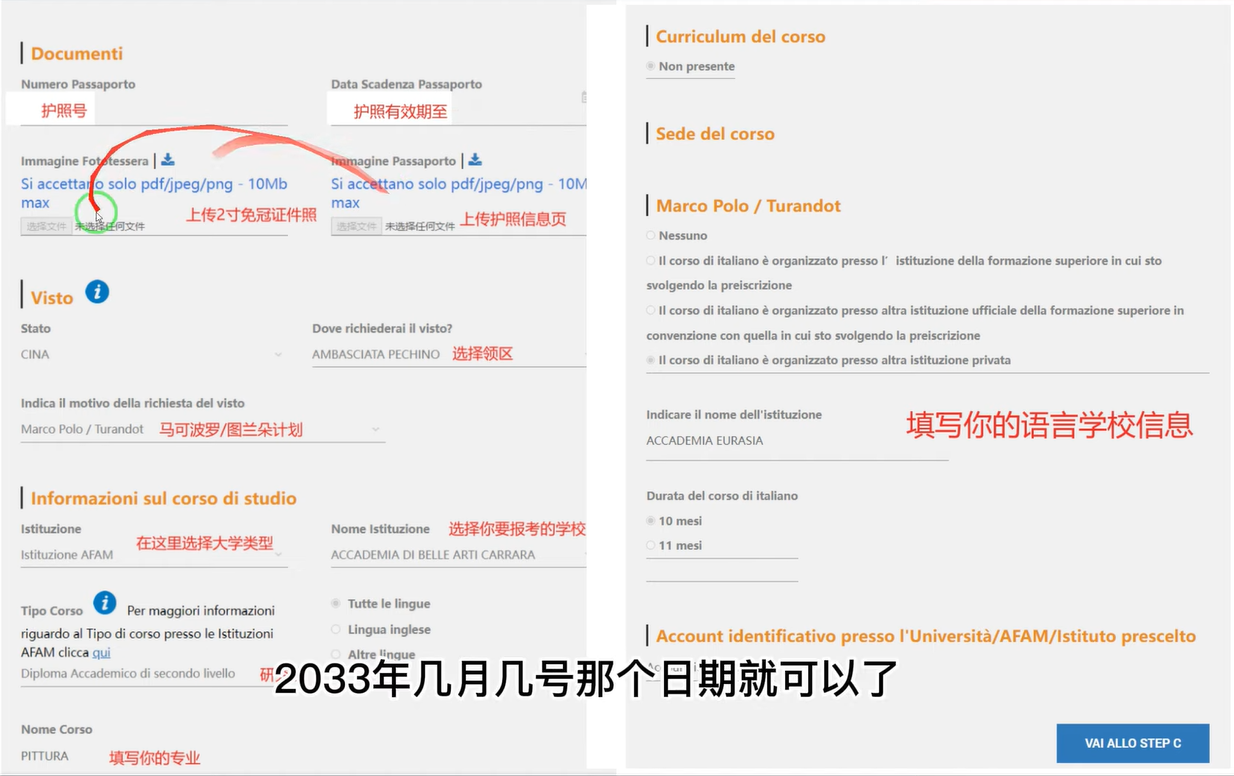 Documenti
Numero Passaporto
护照号
Data Scadenza Passaporto
护照有效期至
Immagine Fototessera
Si accettano solo pdf/jpeg/png - 10Mb
max
选择文件 未选择任何文件
上传2寸免冠证件照
Immagine Passaporto
Si accettano solo pdf/jpeg/png - 10M
max
选择文件 未选择任何文件
上传护照信息页
Visto i
Stato
CINA
Dove richiederai il visto?
AMBASCIATA PECHINO 选择领区
Indica il motivo della richiesta del visto
Marco Polo / Turandot 马可波罗/图兰朵计划
Informazioni sul corso di studio
Istituzione
Istituzione AFAM 在这里选择大学类型
Nome Istituzione 选择你要报考的学校
ACCADEMIA DI BELLE ARTI CARRARA
Tipo Corso i Per maggiori informazioni
riguardo al Tipo di corso presso le Istituzioni
AFAM clicca qui
Diploma Accademico di secondo livello 研
Tutte le lingue
Lingua inglese
Altre lingue
Nome Corso
PITTURA 填写你的专业
Curriculum del corso
Non presente
Sede del corso
Marco Polo / Turandot
Nessuno
Il corso di italiano è organizzato presso l' istituzione della formazione superiore in cui sto
svolgendo la preiscrizione
Il corso di italiano è organizzato presso altra istituzione ufficiale della formazione superiore in
convenzione con quella in cui sto svolgendo la preiscrizione
Il corso di italiano è organizzato presso altra istituzione privata
Indicare il nome dell'istituzione
ACCADEMIA EURASIA
填写你的语言学校信息
Durata del corso di italiano
10 mesi
11 mesi
Account identificativo presso l'Università/AFAM/Istituto prescelto
2033年几月几号那个日期就可以了
VAI ALLO STEP C